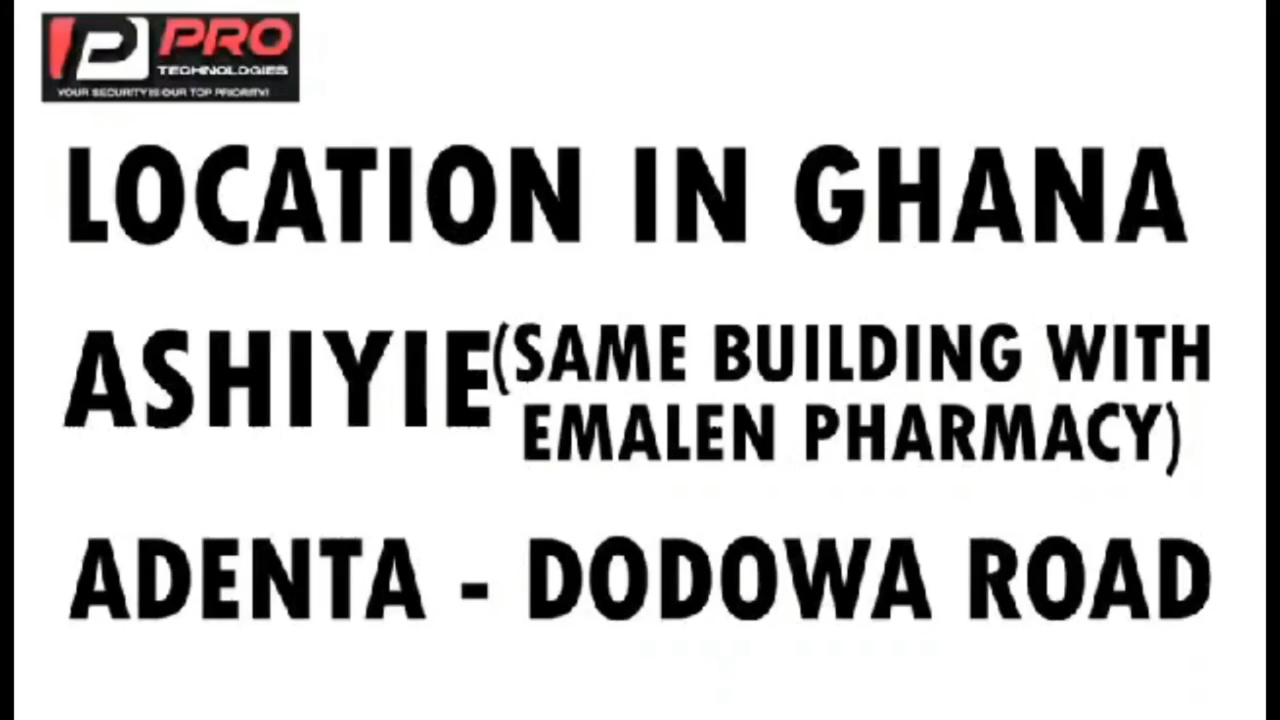 PRO
TECHNOLOGIES
YOUR SECURITY IS OUR TOP PRIORITY!
LOCATION IN GHANA
ASHIYIE (SAME BUILDING WITH
EMALEN PHARMACY)
ADENTA - DODOWA ROAD